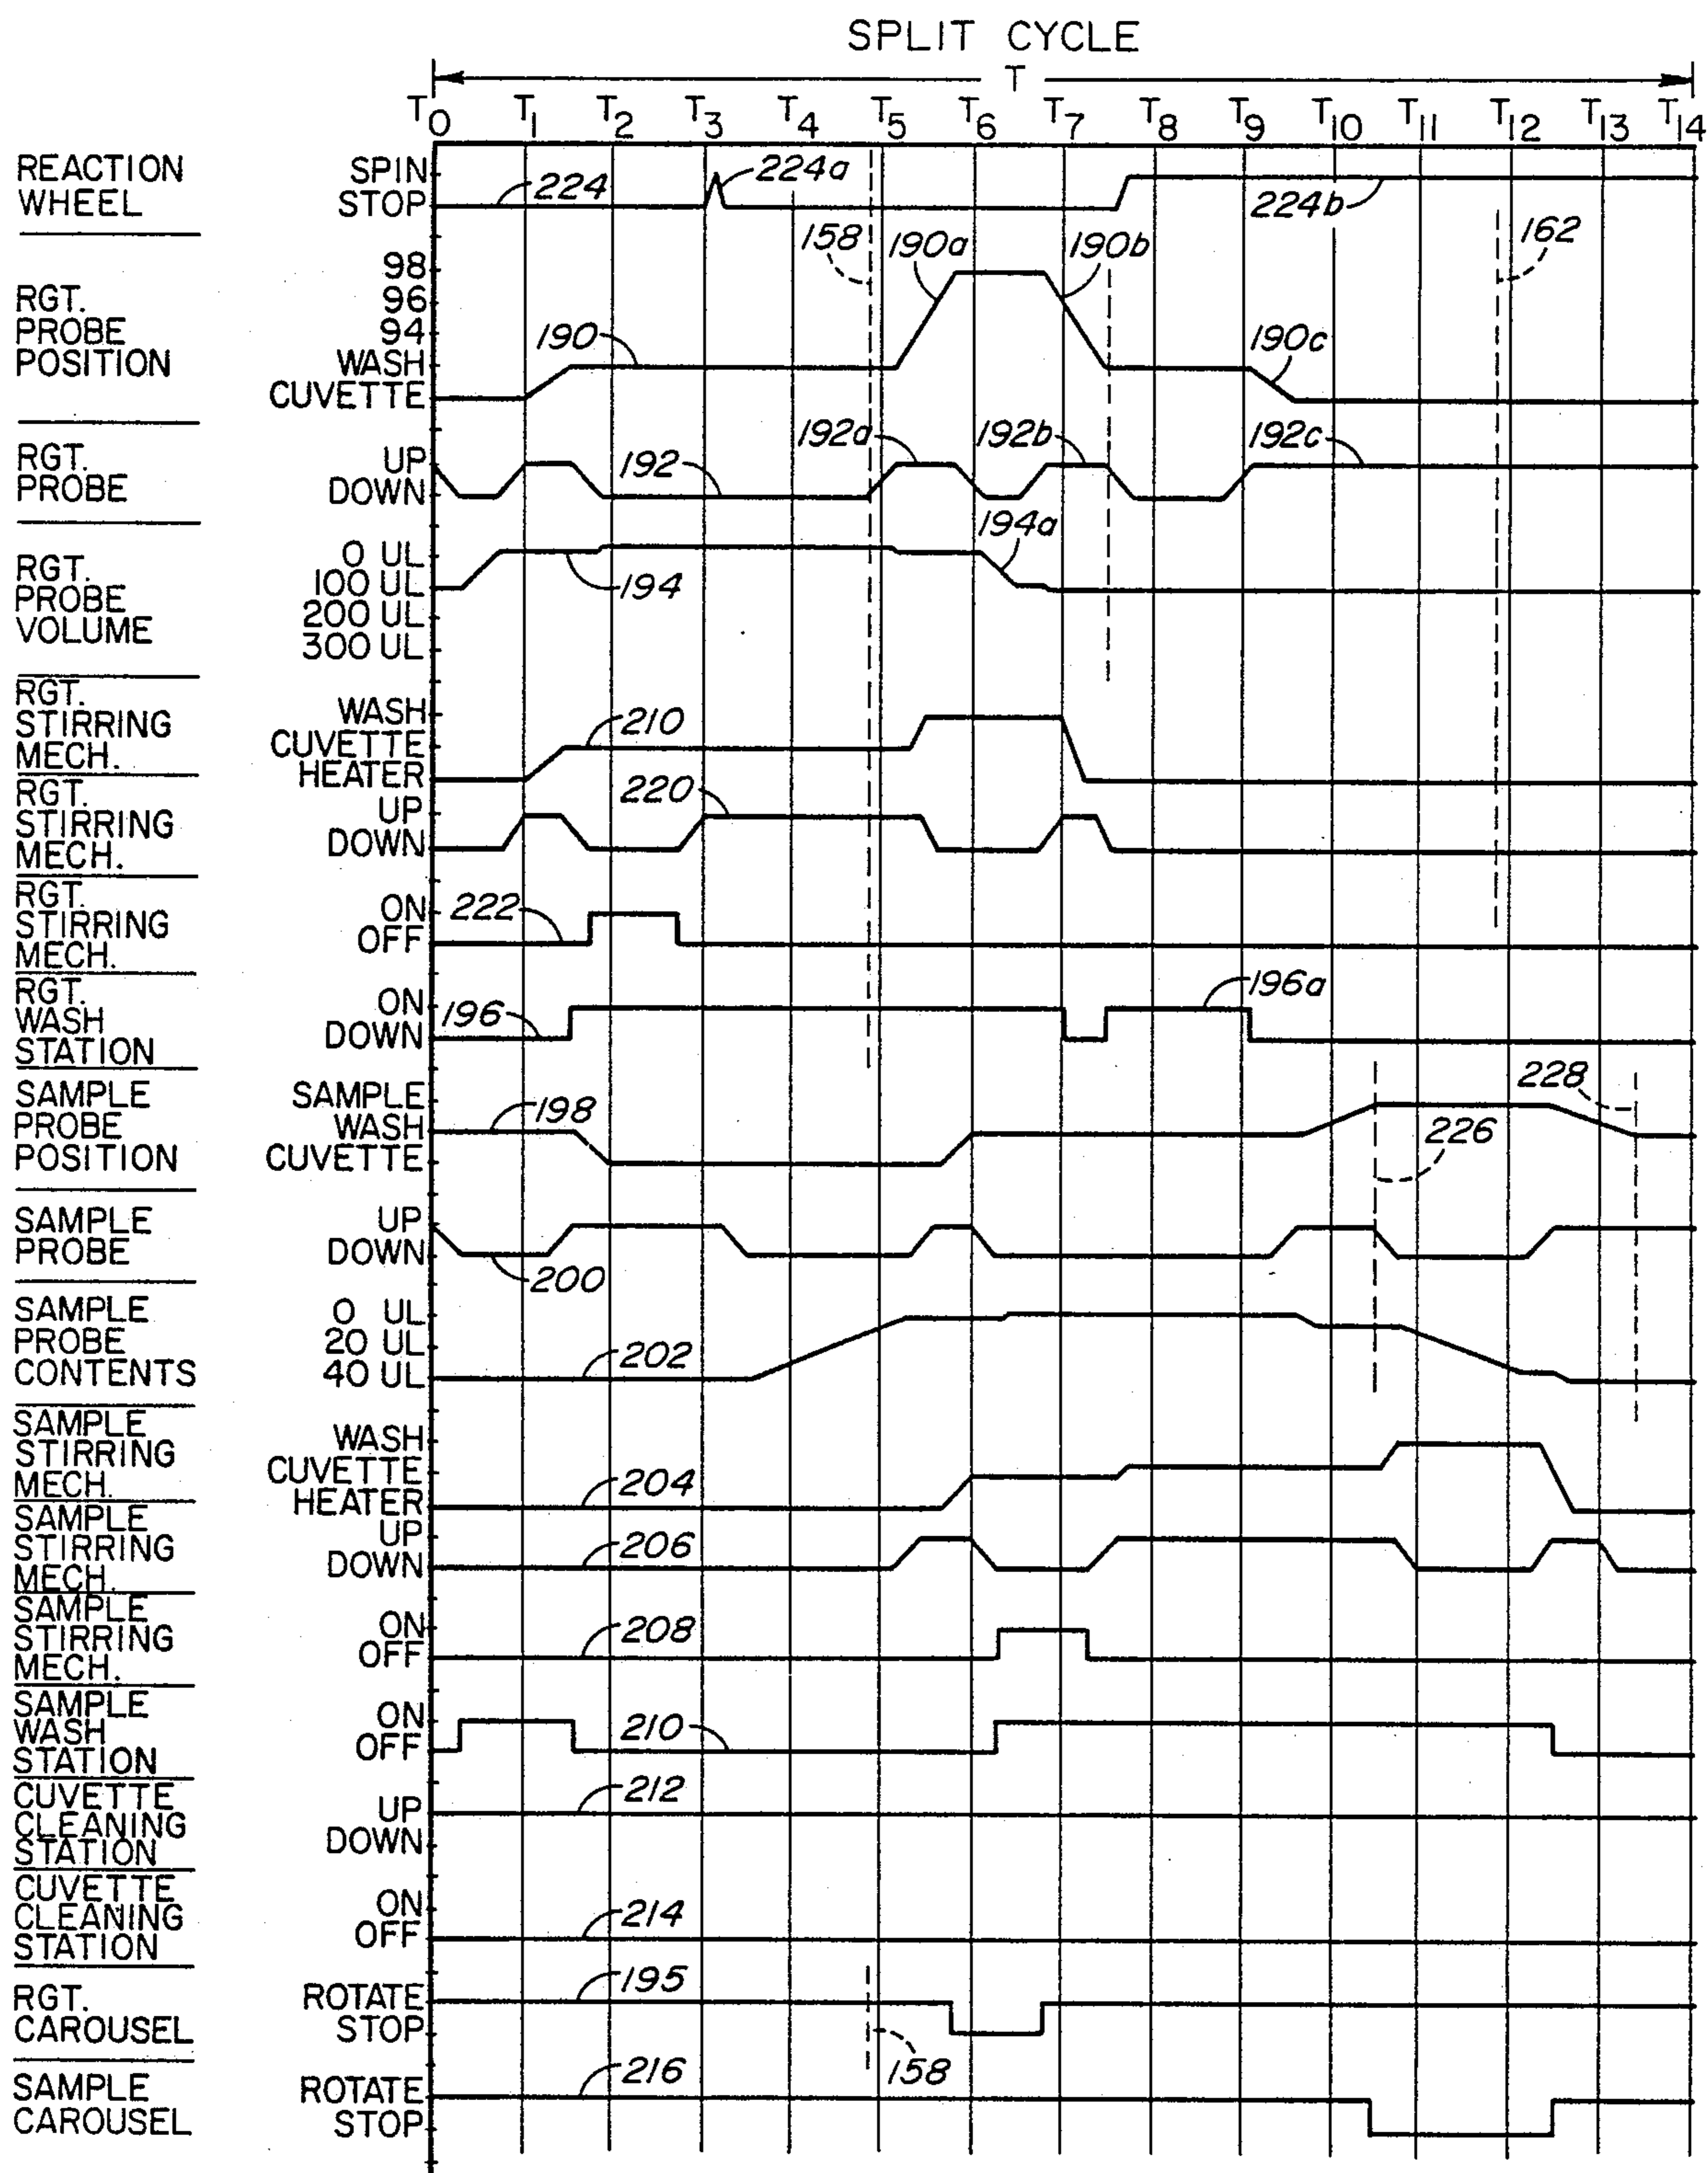 SPLIT CYCLE
T
T0 T1 T2 T3 T4 T5 T6 T7 T8 T9 T10 T11 T12 T13 T14
REACTION
WHEEL
SPIN
STOP
224
224a
224b
158
162
RGT.
PROBE
POSITION
98
96
94
WASH
CUVETTE
190
190a
190b
190c
RGT.
PROBE
UP
DOWN
192
192a
192b
192c
RGT.
PROBE
VOLUME
0 UL
100 UL
200 UL
300 UL
194
194a
RGT.
STIRRING
MECH.
WASH
CUVETTE
HEATER
210
RGT.
STIRRING
MECH.
UP
DOWN
220
RGT.
STIRRING
MECH.
ON
OFF
222
RGT.
WASH
STATION
ON
DOWN
196
196a
SAMPLE
PROBE
POSITION
SAMPLE
WASH
CUVETTE
198
228
226
SAMPLE
PROBE
UP
DOWN
200
SAMPLE
PROBE
CONTENTS
0 UL
20 UL
40 UL
202
SAMPLE
STIRRING
MECH.
WASH
CUVETTE
HEATER
204
SAMPLE
STIRRING
MECH.
UP
DOWN
206
SAMPLE
STIRRING
MECH.
ON
OFF
208
SAMPLE
WASH
STATION
ON
OFF
210
CUVETTE
CLEANING
STATION
UP
DOWN
212
CUVETTE
CLEANING
STATION
ON
OFF
214
RGT.
CAROUSEL
ROTATE
STOP
195
158
SAMPLE
CAROUSEL
ROTATE
STOP
216